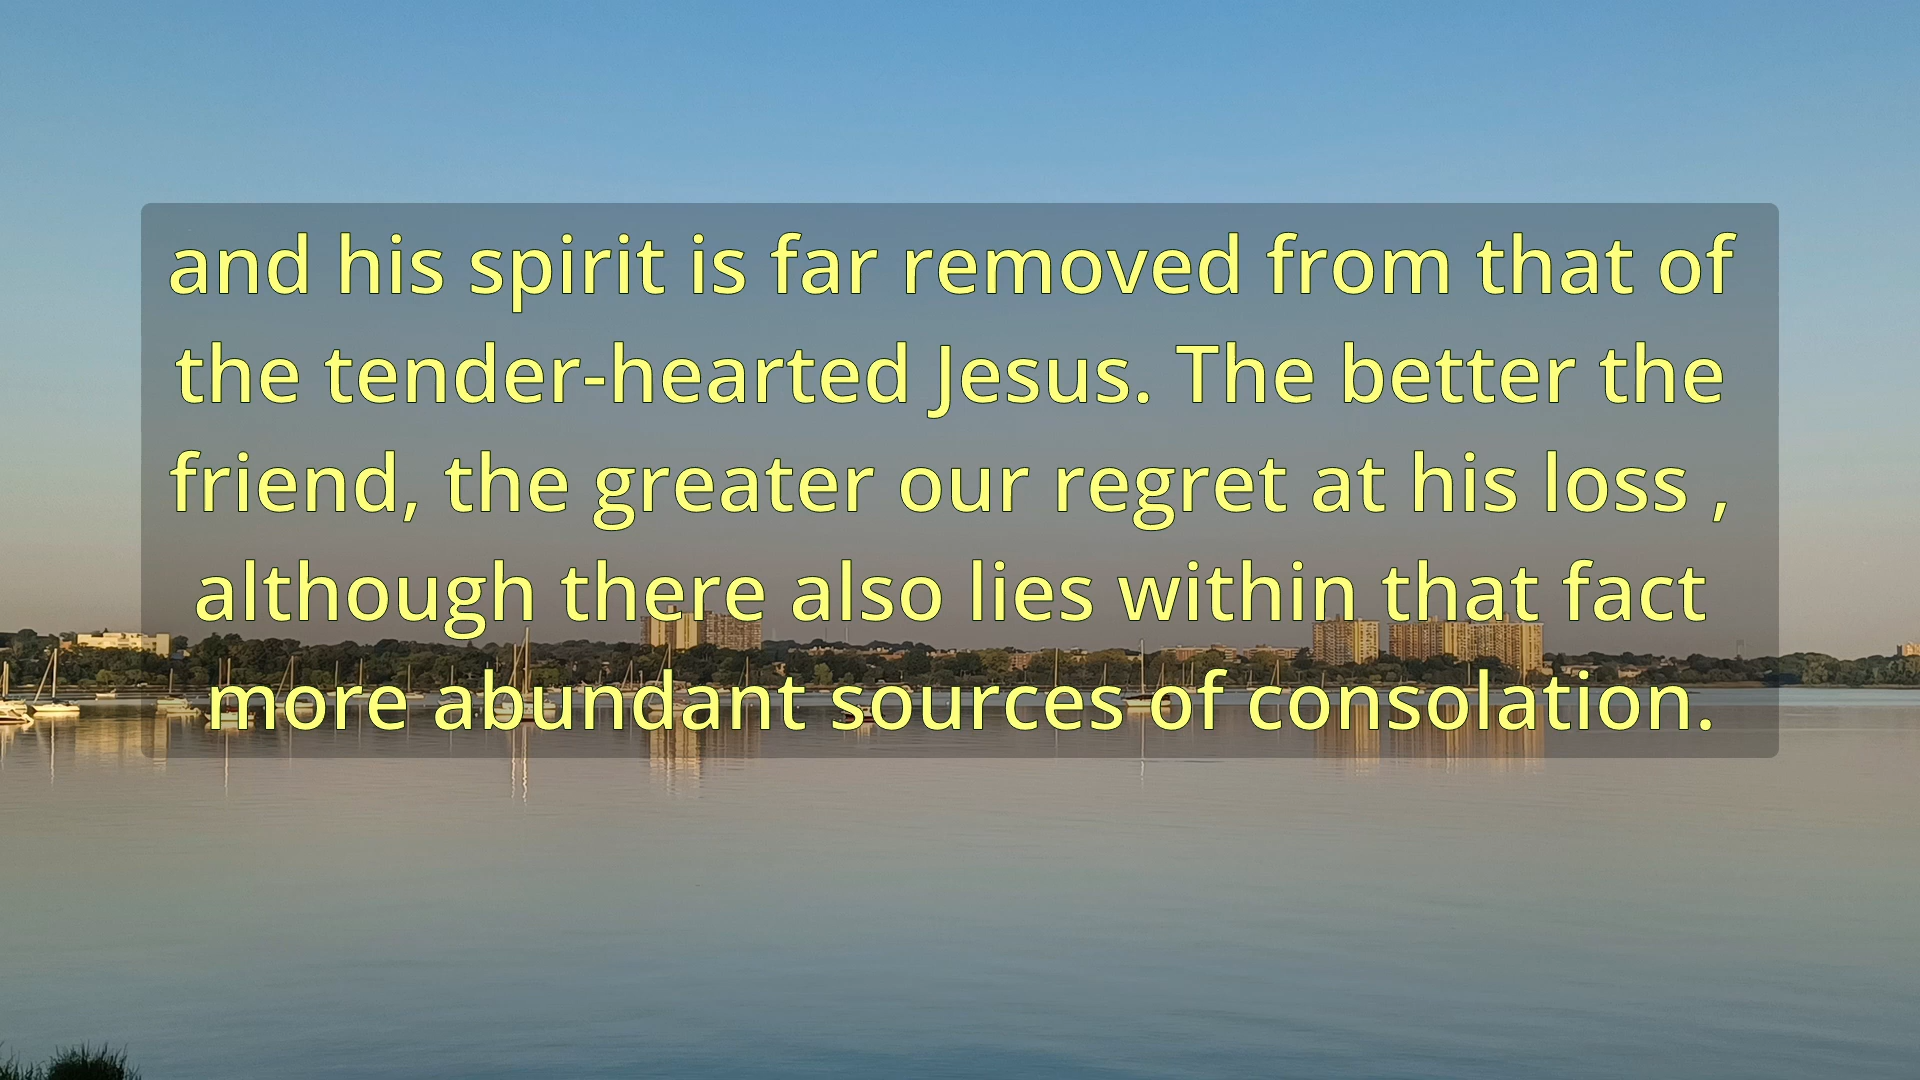 and his spirit is far removed from that of
the tender-hearted Jesus. The better the
friend, the greater our regret at his loss ,
although there also lies within that fact
more abundant sources of consolation.